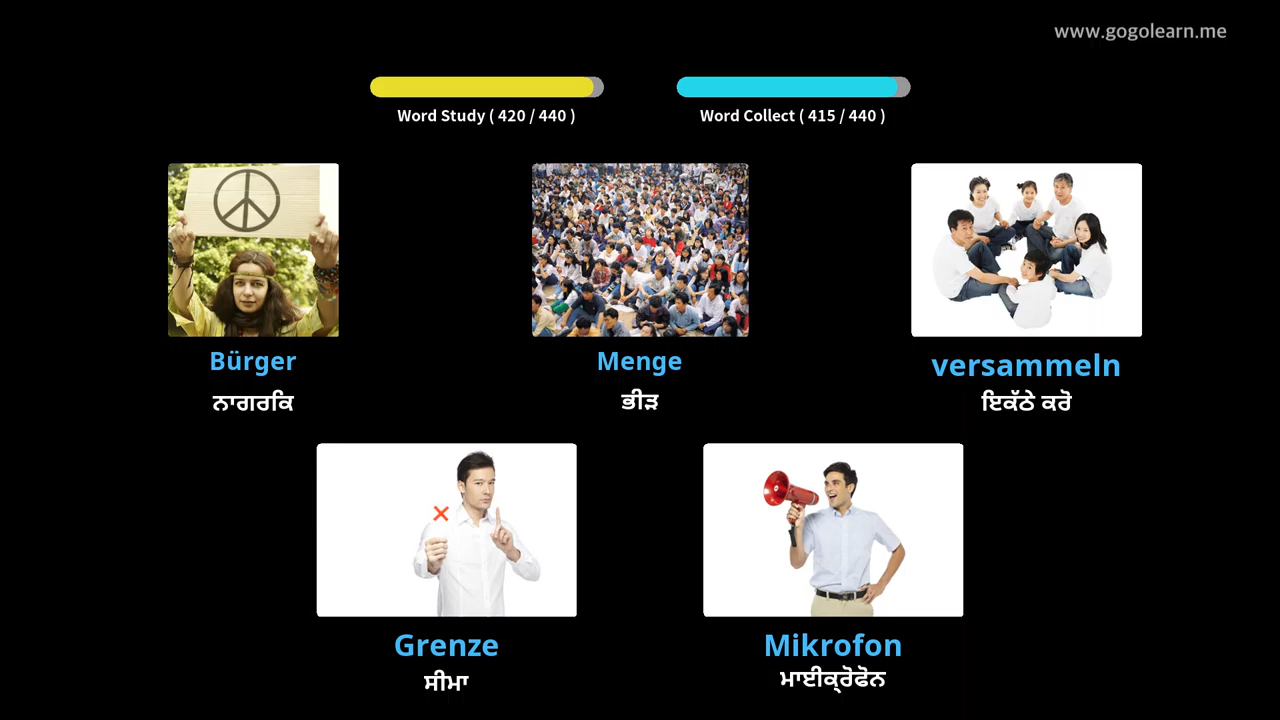 www.gogolearn.me
Word Study ( 420 / 440 )
Word Collect ( 415 / 440 )
Bürger
ਨਾਗਰਕਿ
Menge
ਭੀੜ
versammeln
ਇਕੱਠੇ ਕਰੋ
Grenze
ਸੀਮਾ
Mikrofon
ਮਾਈਕ੍ਰੋਫੋਨ